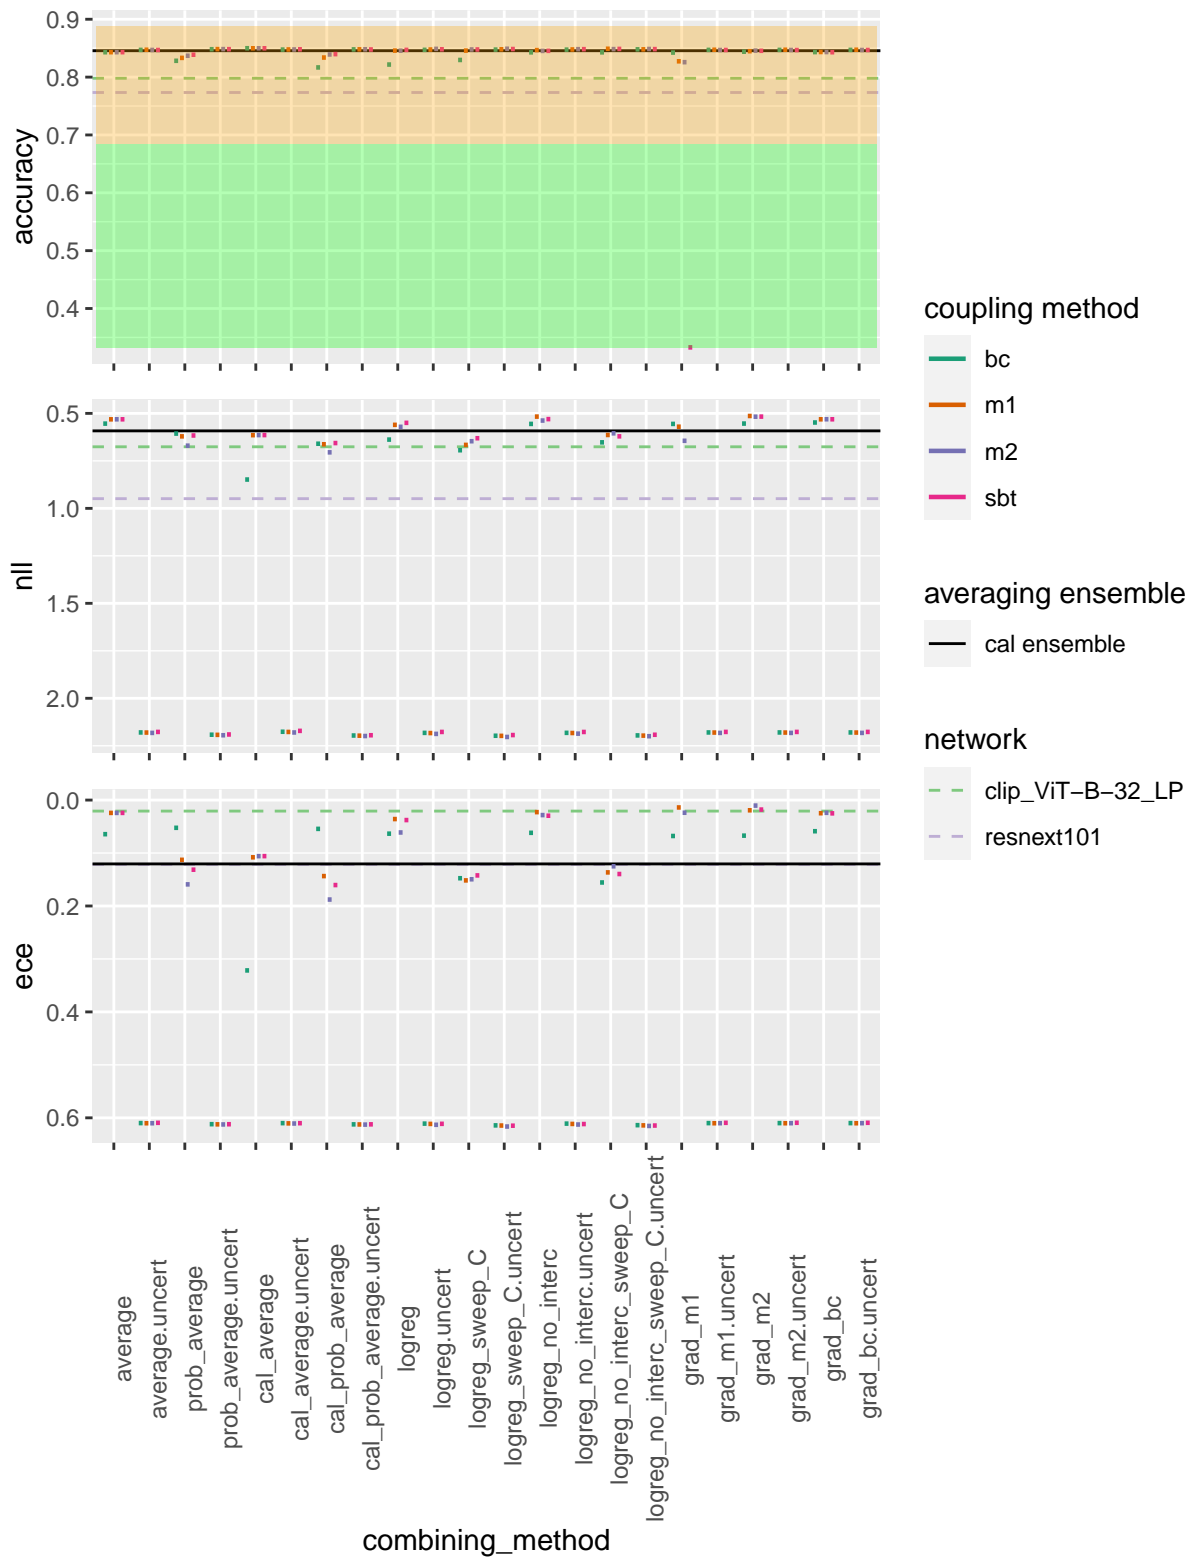 0.9
0.8
0.7
0.6
0.5
0.4
accuracy
0.5
1.0
1.5
2.0
nll
0.0
0.2
0.4
0.6
ece
average
average.uncert
prob_average
prob_average.uncert
cal_average
cal_average.uncert
cal_prob_average
cal_prob_average.uncert
logreg
logreg.uncert
logreg_sweep_C
logreg_sweep_C.uncert
logreg_no_interc
logreg_no_interc.uncert
logreg_no_interc_sweep_C
logreg_no_interc_sweep_C.uncert
grad_m1
grad_m1.uncert
grad_m2
grad_m2.uncert
grad_bc
grad_bc.uncert
combining_method
coupling method
bc
m1
m2
sbt
averaging ensemble
cal ensemble
network
clip_ViT−B−32_LP
resnext101